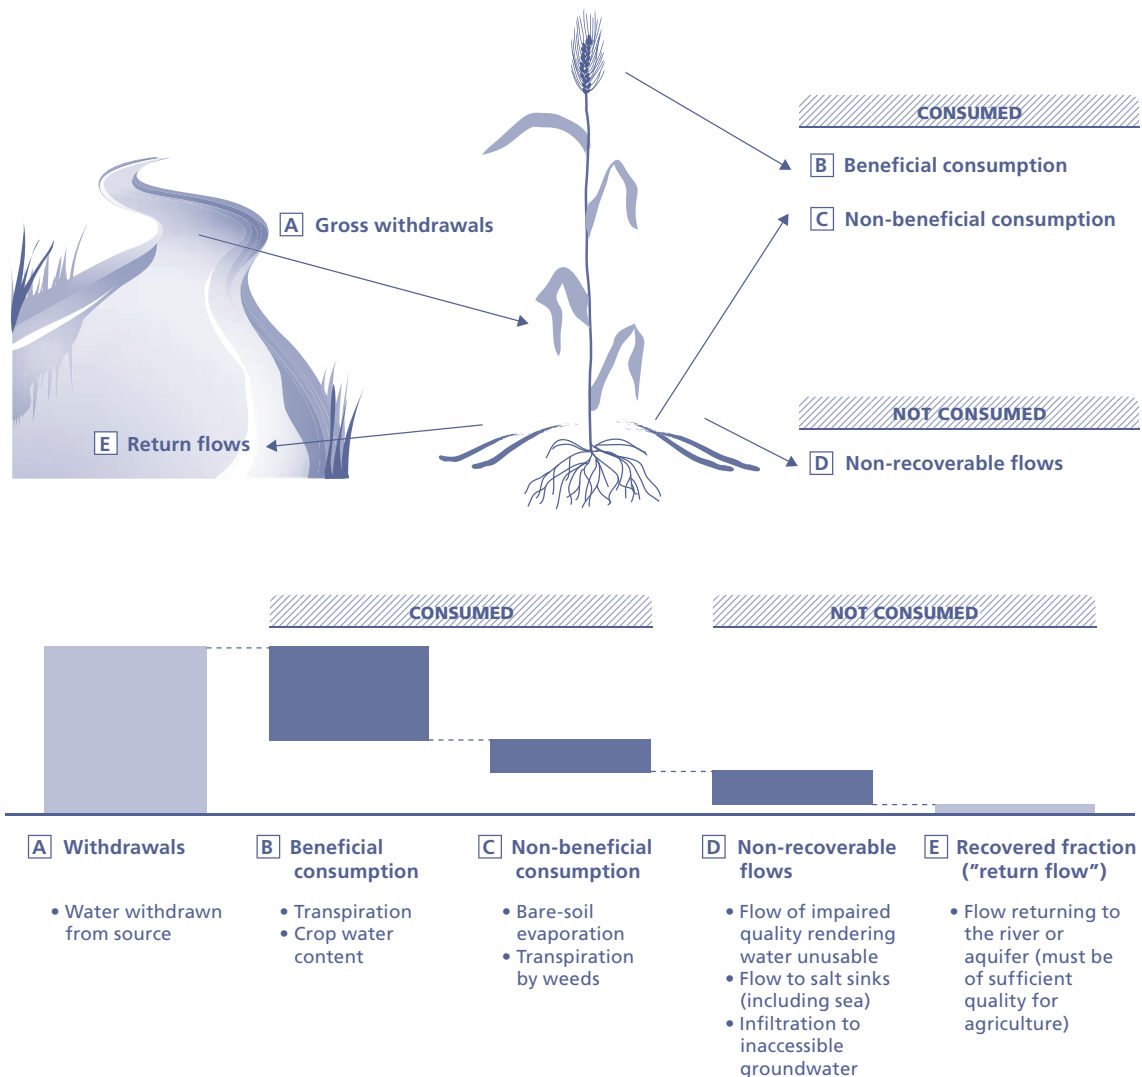 CONSUMED
B Beneficial consumption
C Non-beneficial consumption
A Gross withdrawals
NOT CONSUMED
E Return flows
D Non-recoverable flows
CONSUMED
NOT CONSUMED
A Withdrawals
• Water withdrawn
from source
B Beneficial
consumption
• Transpiration
• Crop water
content
C Non-beneficial
consumption
• Bare-soil
evaporation
• Transpiration
by weeds
D Non-recoverable
flows
• Flow of impaired
quality rendering
water unusable
• Flow to salt sinks
(including sea)
• Infiltration to
inaccessible
groundwater
E Recovered fraction
(”return flow”)
• Flow returning to
the river or
aquifer (must be
of sufficient
quality for
agriculture)